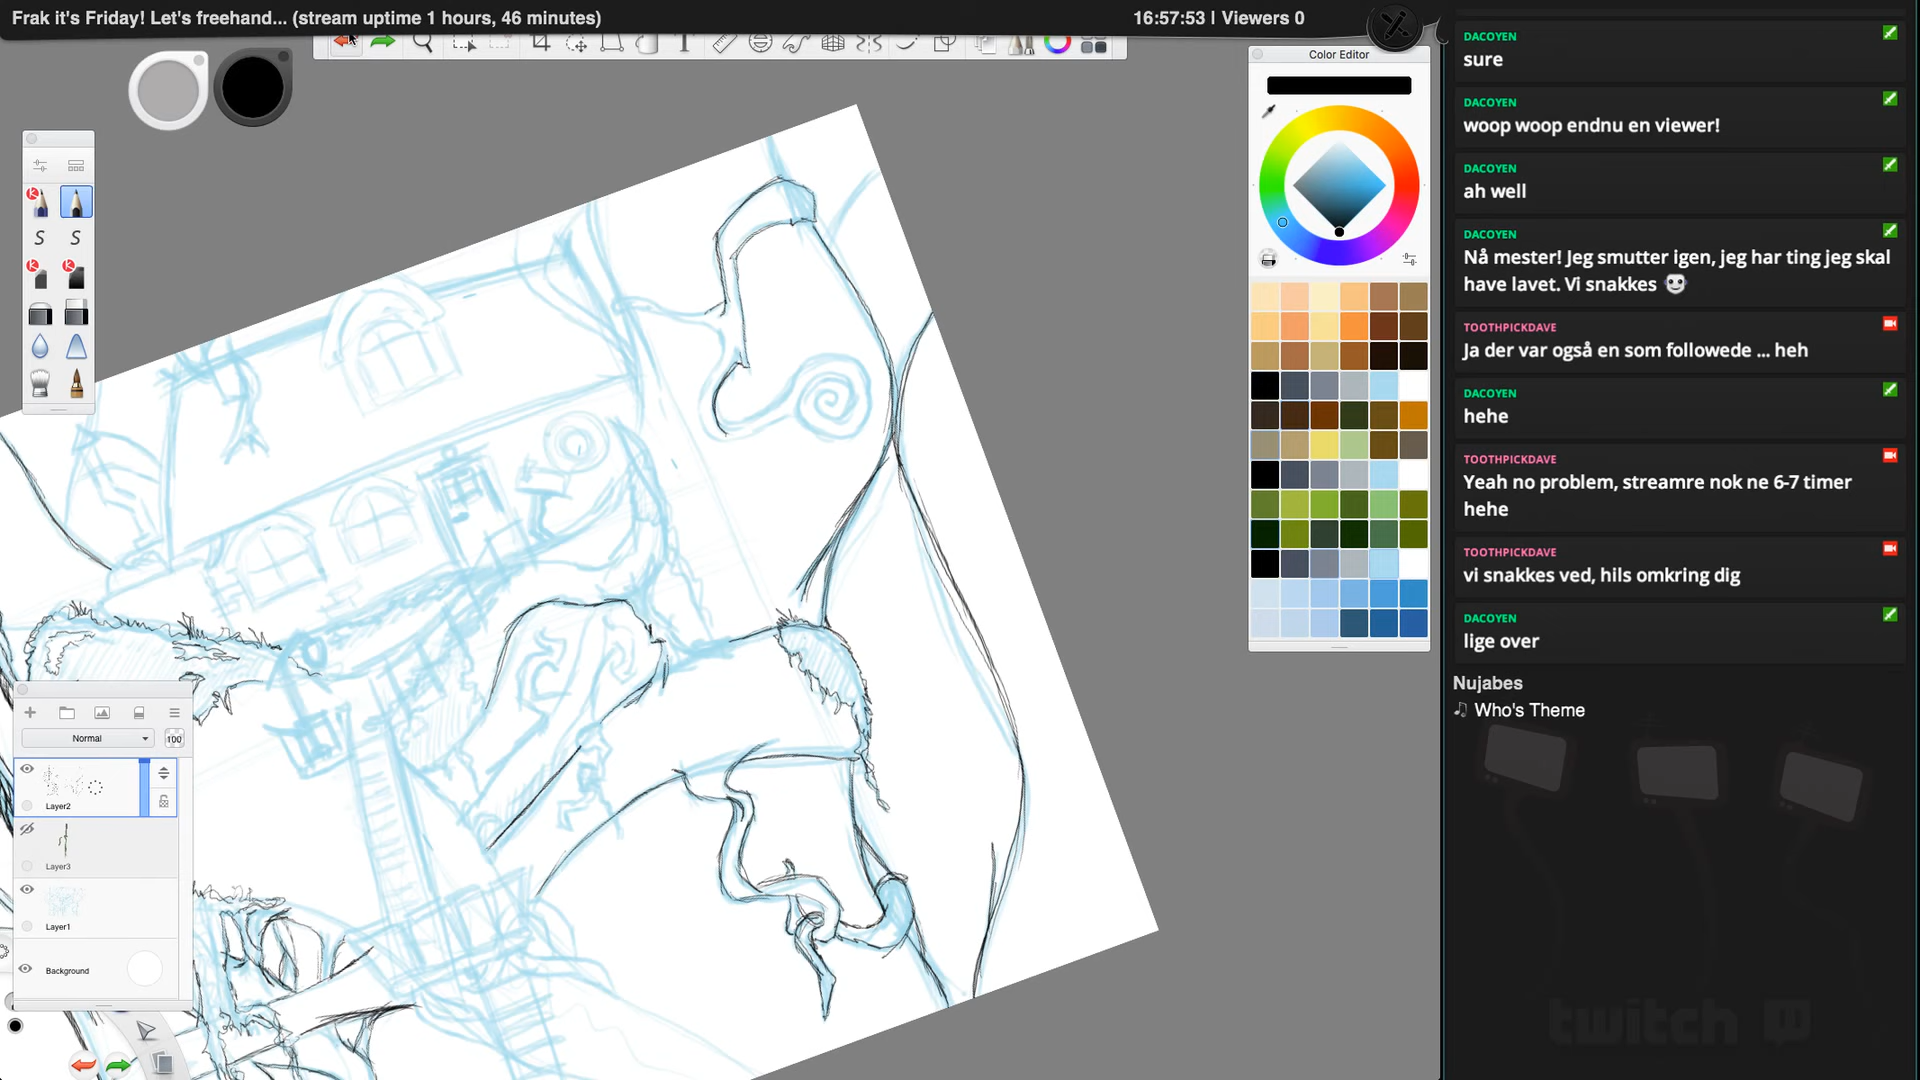 Frak it's Friday! Let's freehand... (stream uptime 1 hours, 46 minutes)
16:57:53 | Viewers 0
Color Editor
Normal
100
Layer2
Layer3
Layer1
Background
DACOYEN
sure
DACOYEN
woop woop endnu en viewer!
DACOYEN
ah well
DACOYEN
Nå mester! Jeg smutter igen, jeg har ting jeg skal
have lavet. Vi snakkes
TOOTHPICKDAVE
Ja der var også en som followede ... heh
DACOYEN
hehe
TOOTHPICKDAVE
Yeah no problem, streamre nok ne 6-7 timer
hehe
TOOTHPICKDAVE
vi snakkes ved, hils omkring dig
DACOYEN
lige over
Nujabes
Who's Theme
twitch